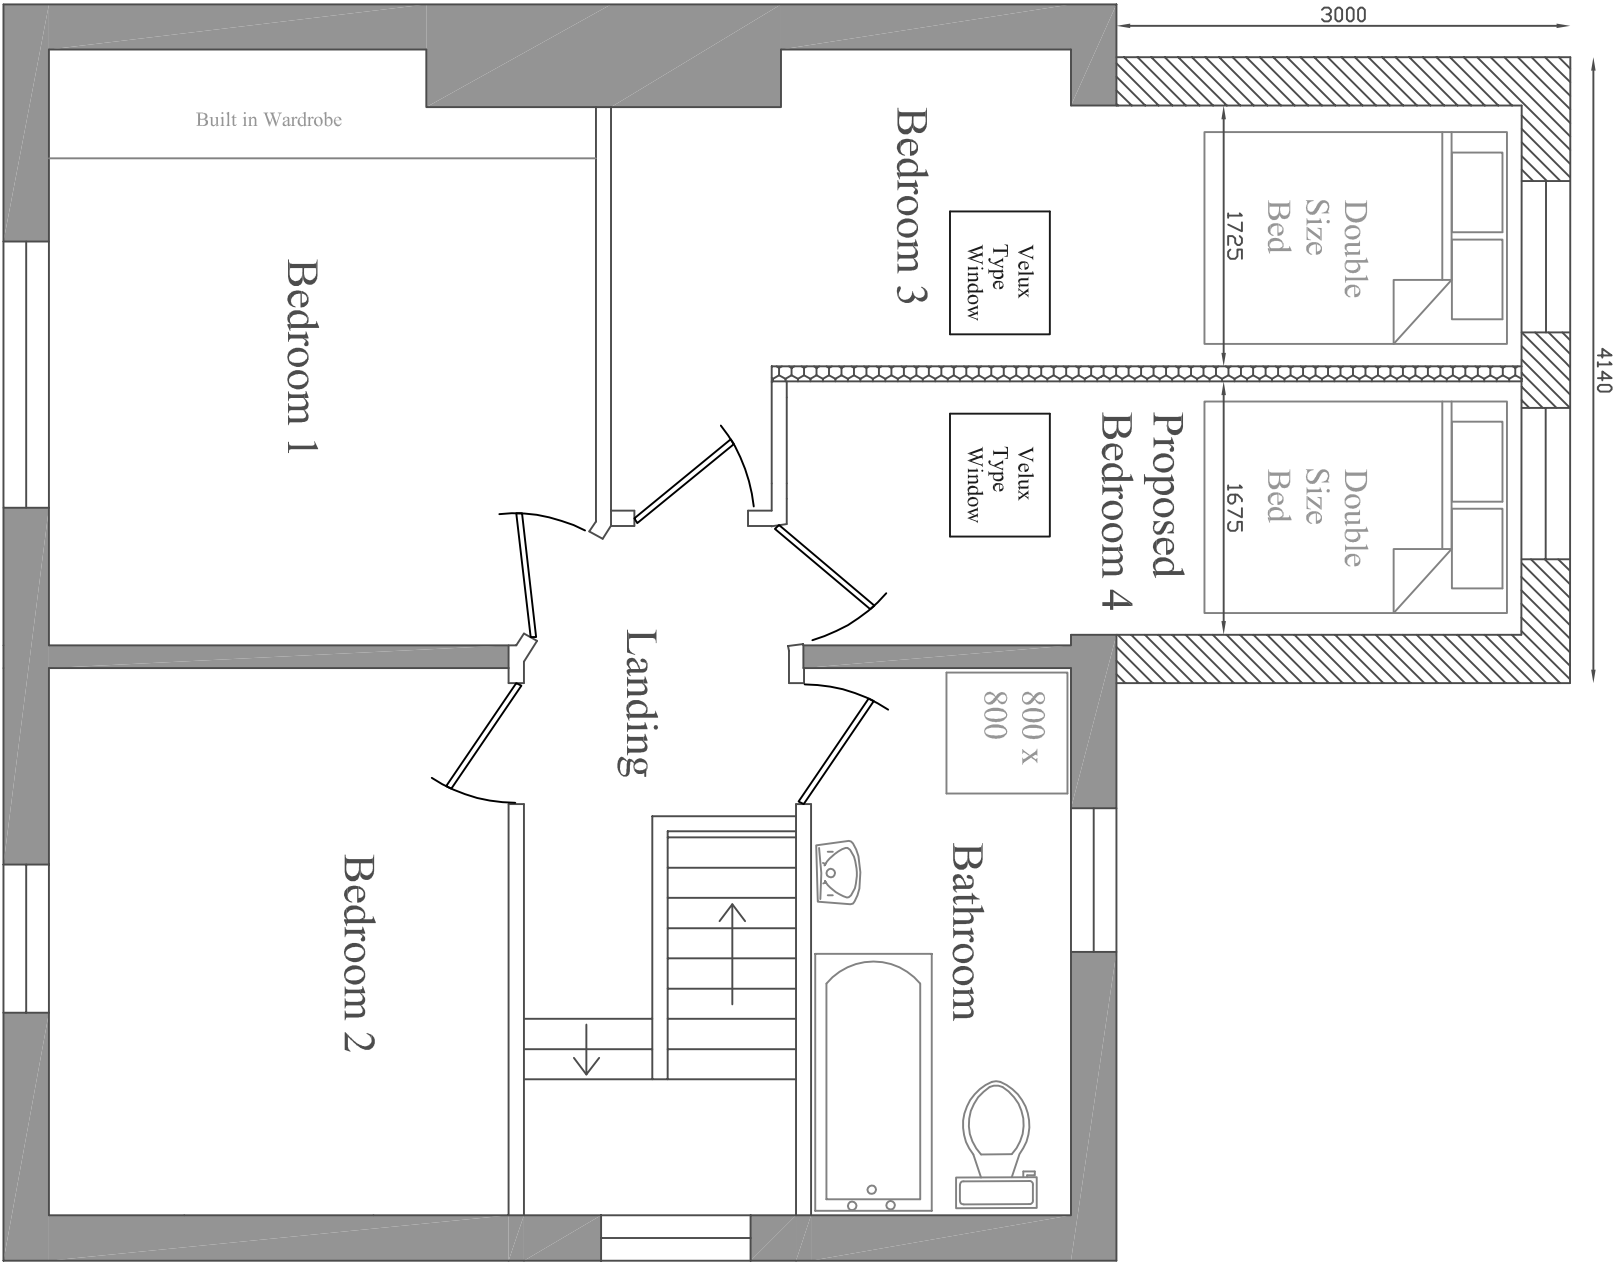 3000
4140
Built in Wardrobe
Bedroom 1
Bedroom 3
Velux
Type
Window
1725
Double
Size
Bed
Proposed
Bedroom 4
Velux
Type
Window
1675
Double
Size
Bed
Landing
800 x
800
Bathroom
Bedroom 2